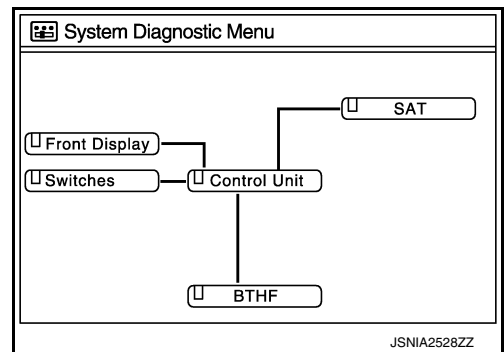 System Diagnostic Menu
SAT
Front Display
Switches
Control Unit
BTHF
JSNIA2528ZZ